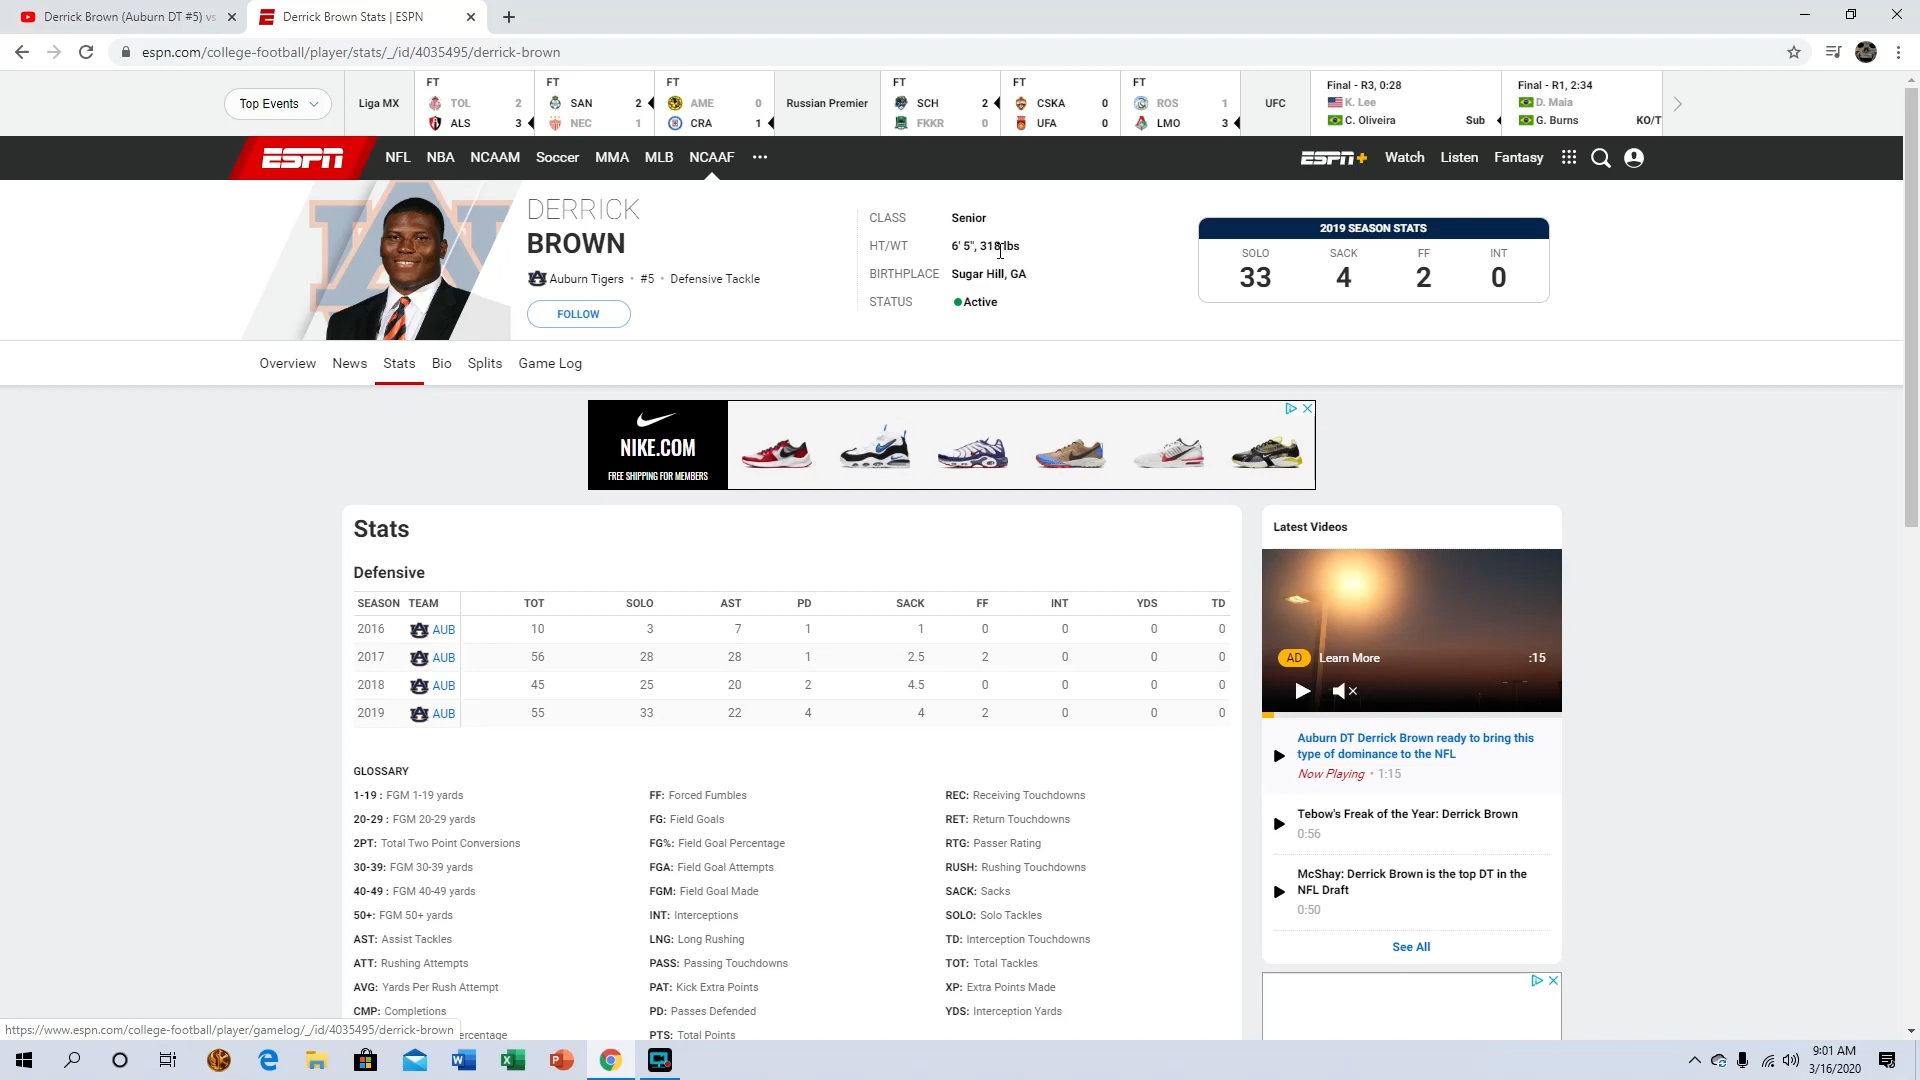 Derrick Brown (Auburn DT #5) vs
Derrick Brown Stats | ESPN
espn.com/college-football/player/stats/_/id/4035495/derrick-brown
Top Events
Liga MX
FT
TOL 2
ALS 3
FT
SAN 2
NEC 1
FT
AME 0
CRA 1
Russian Premier
FT
SCH 2
FKKR 0
FT
CSKA 0
UFA 0
FT
ROS 1
LMO 3
UFC
Final - R3, 0:28
K. Lee
C. Oliveira Sub
Final - R1, 2:34
D. Maia
G. Burns KO/T
ESPN NFL NBA NCAAM Soccer MMA MLB NCAAF ESPN+ Watch Listen Fantasy
DERRICK
BROWN
Auburn Tigers • #5 • Defensive Tackle
FOLLOW
CLASS Senior
HT/WT 6' 5", 318 lbs
BIRTHPLACE Sugar Hill, GA
STATUS Active
2019 SEASON STATS
SOLO SACK FF INT
33 4 2 0
Overview News Stats Bio Splits Game Log
NIKE.COM
FREE SHIPPING FOR MEMBERS
Stats
Defensive
SEASON TEAM TOT SOLO AST PD SACK FF INT YDS TD
2016 AUB 10 3 7 1 1 0 0 0 0
2017 AUB 56 28 28 1 2.5 2 0 0 0
2018 AUB 45 25 20 2 4.5 0 0 0 0
2019 AUB 55 33 22 4 4 2 0 0 0
GLOSSARY
1-19 : FGM 1-19 yards
20-29 : FGM 20-29 yards
2PT: Total Two Point Conversions
30-39: FGM 30-39 yards
40-49 : FGM 40-49 yards
50+: FGM 50+ yards
AST: Assist Tackles
ATT: Rushing Attempts
AVG: Yards Per Rush Attempt
CMP: Completions
ercentage
FF: Forced Fumbles
FG: Field Goals
FG%: Field Goal Percentage
FGA: Field Goal Attempts
FGM: Field Goal Made
INT: Interceptions
LNG: Long Rushing
PASS: Passing Touchdowns
PAT: Kick Extra Points
PD: Passes Defended
PTS: Total Points
REC: Receiving Touchdowns
RET: Return Touchdowns
RTG: Passer Rating
RUSH: Rushing Touchdowns
SACK: Sacks
SOLO: Solo Tackles
TD: Interception Touchdowns
TOT: Total Tackles
XP: Extra Points Made
YDS: Interception Yards
Latest Videos
AD Learn More :15
Auburn DT Derrick Brown ready to bring this
type of dominance to the NFL
Now Playing • 1:15
Tebow's Freak of the Year: Derrick Brown
0:56
McShay: Derrick Brown is the top DT in the
NFL Draft
0:50
See All
https://www.espn.com/college-football/player/gamelog/_/id/4035495/derrick-brown
9:01 AM
3/16/2020